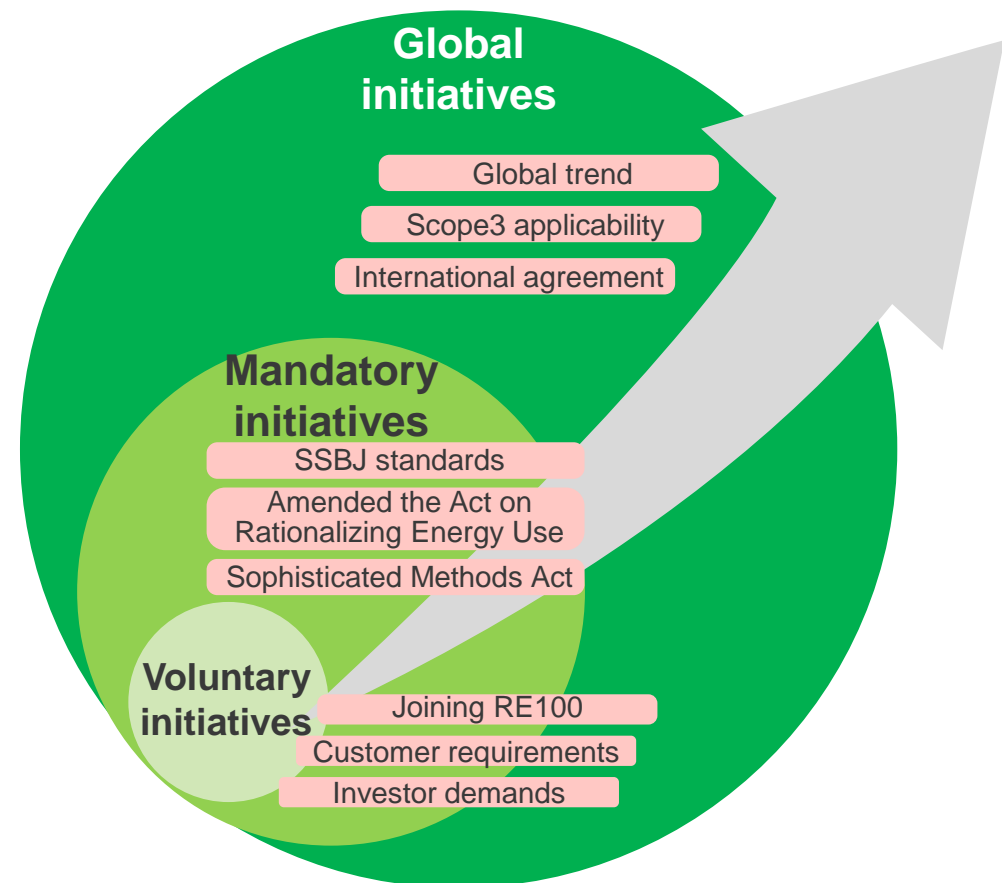 Global
initiatives
Global trend
Scope3 applicability
International agreement
Mandatory
initiatives
SSBJ standards
Amended the Act on
Rationalizing Energy Use
Sophisticated Methods Act
Voluntary
initiatives
Joining RE100
Customer requirements
Investor demands